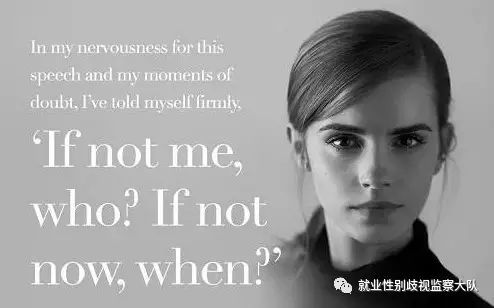 In my nervousness for this
speech and my moments of
doubt, I've told myself firmly,
‘If not me,
who? If not
now, when?’
就业性别歧视监察大队